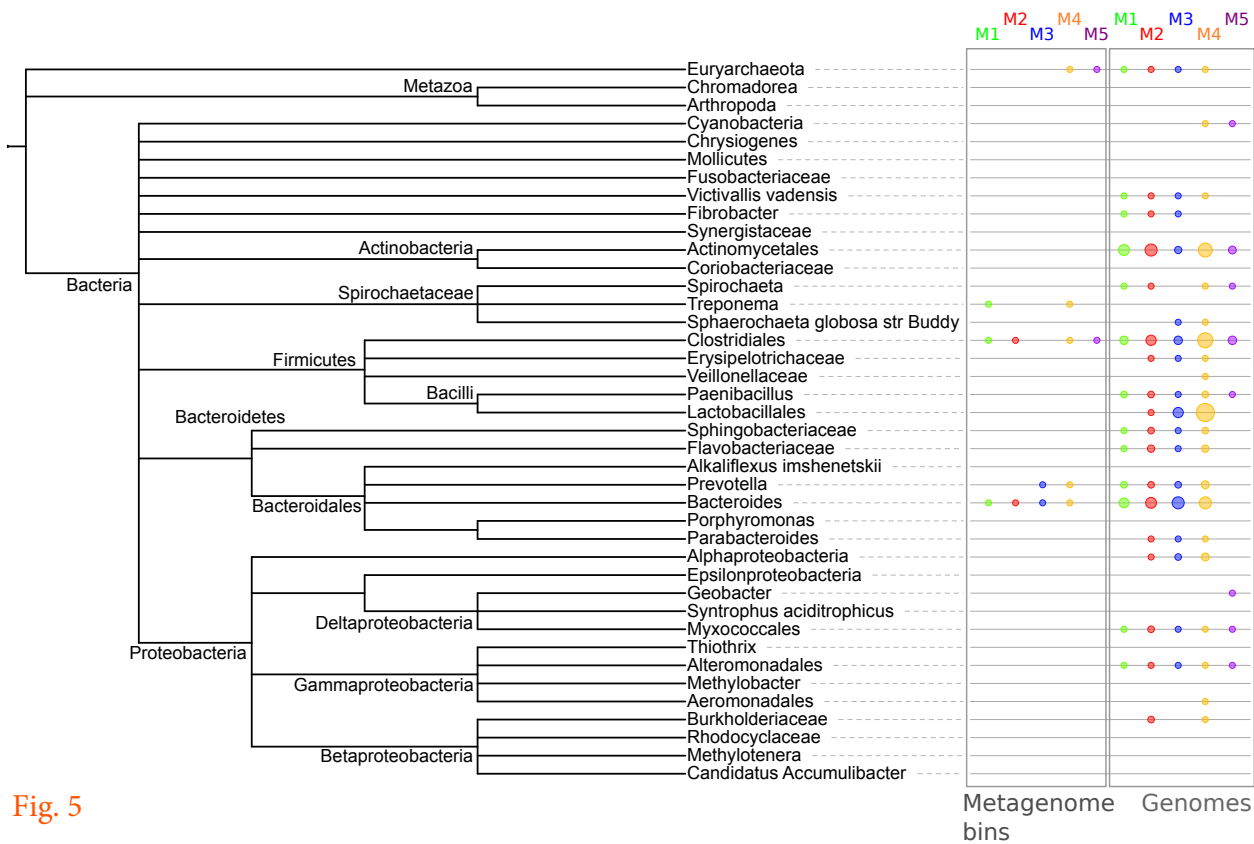 M1
M2
M3
M4
M5
M1
M2
M3
M4
M5
Euryarchaeota
Metazoa
Chromadorea
Arthropoda
Cyanobacteria
Chrysiogenes
Mollicutes
Fusobacteriaceae
Victivallis vadensis
Fibrobacter
Synergistaceae
Actinobacteria
Actinomycetales
Coriobacteriaceae
Bacteria
Spirochaetaceae
Spirochaeta
Treponema
Sphaerochaeta globosa str Buddy
Firmicutes
Clostridiales
Erysipelotrichaceae
Veillonellaceae
Bacilli
Paenibacillus
Lactobacillales
Bacteroidetes
Sphingobacteriaceae
Flavobacteriaceae
Alkaliflexus imshenetskii
Prevotella
Bacteroidales
Bacteroides
Porphyromonas
Parabacteroides
Alphaproteobacteria
Epsilonproteobacteria
Geobacter
Syntrophus aciditrophicus
Deltaproteobacteria
Myxococcales
Proteobacteria
Thiothrix
Alteromonadales
Gammaproteobacteria
Methylobacter
Aeromonadales
Burkholderiaceae
Rhodocyclaceae
Betaproteobacteria
Methylotenera
Candidatus Accumulibacter
Fig. 5
Metagenome
bins
Genomes